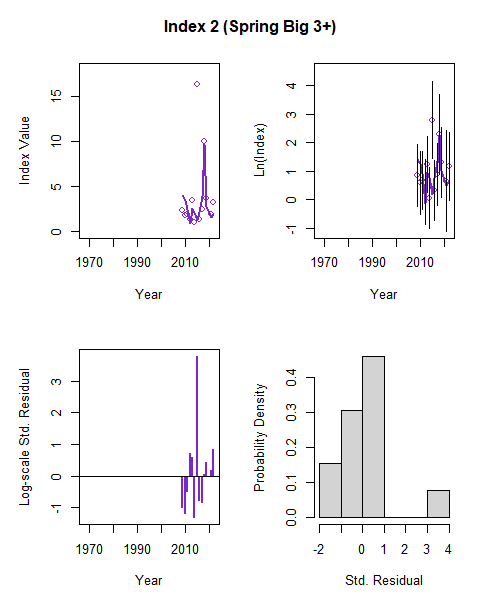 Index 2 (Spring Big 3+)
Index Value
0 5 10 15
1970 1990 2010
Year
Ln(Index)
-1 0 1 2 3 4
1970 1990 2010
Year
Log-scale Std. Residual
-1 0 1 2 3
1970 1990 2010
Year
Probability Density
0.0 0.1 0.2 0.3 0.4
-2 0 1 2 3 4
Std. Residual